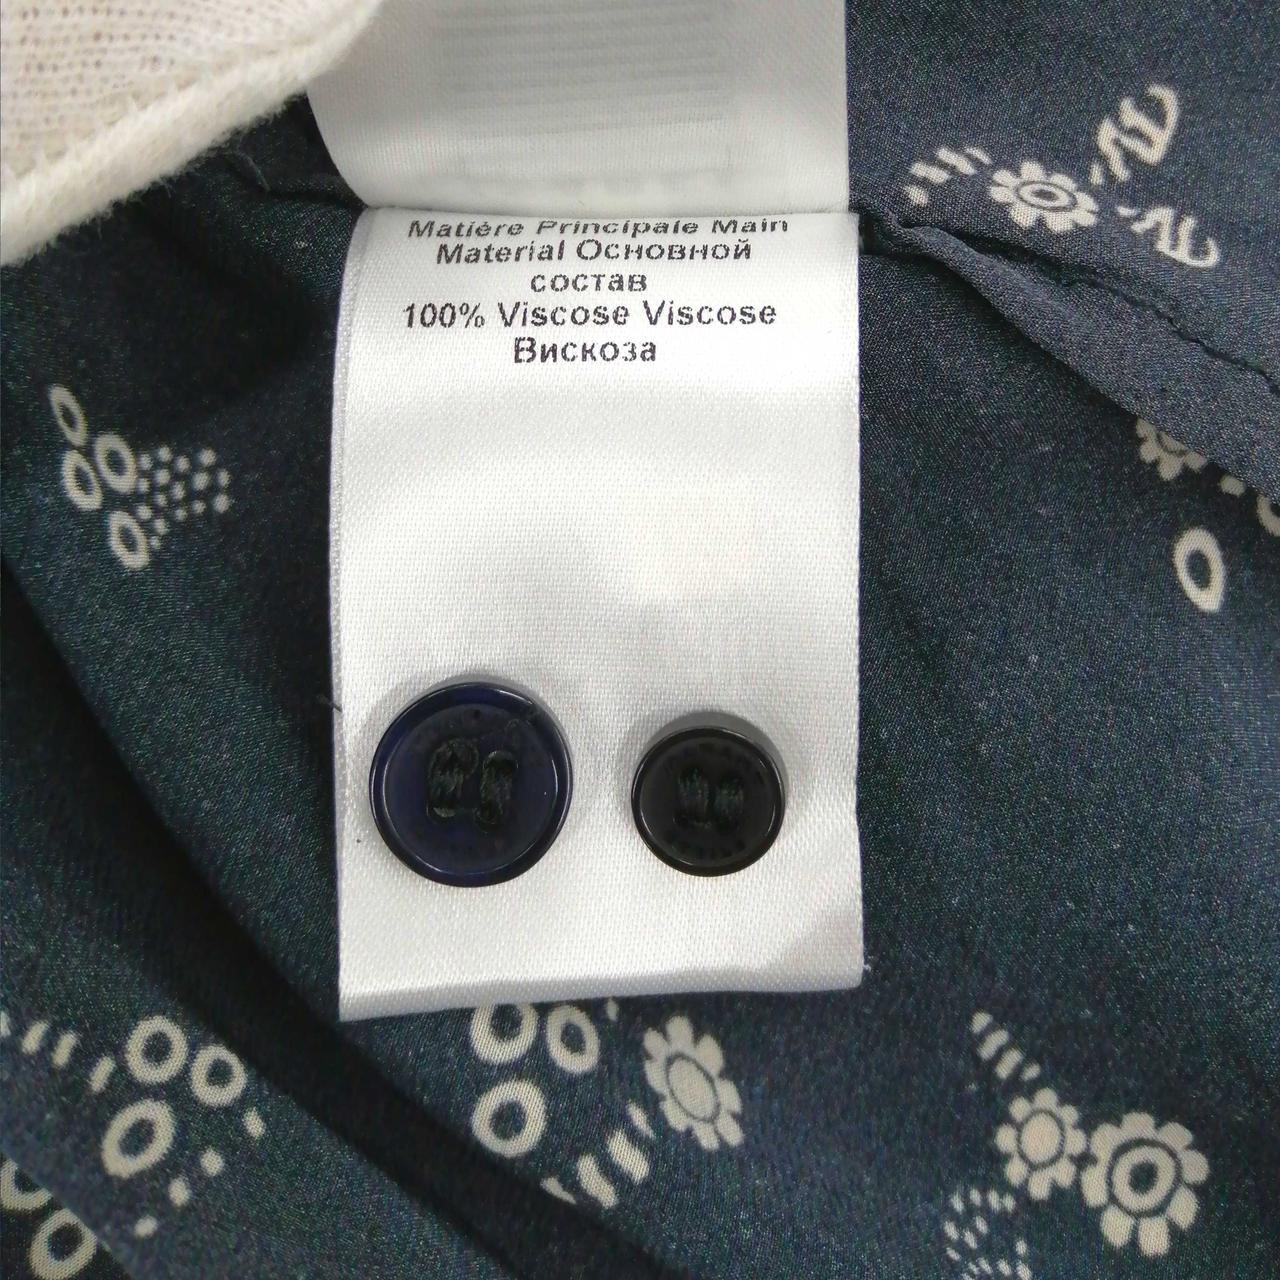 Matière Principale Main
Material Основной
состав
100% Viscose Viscose
Вискоза